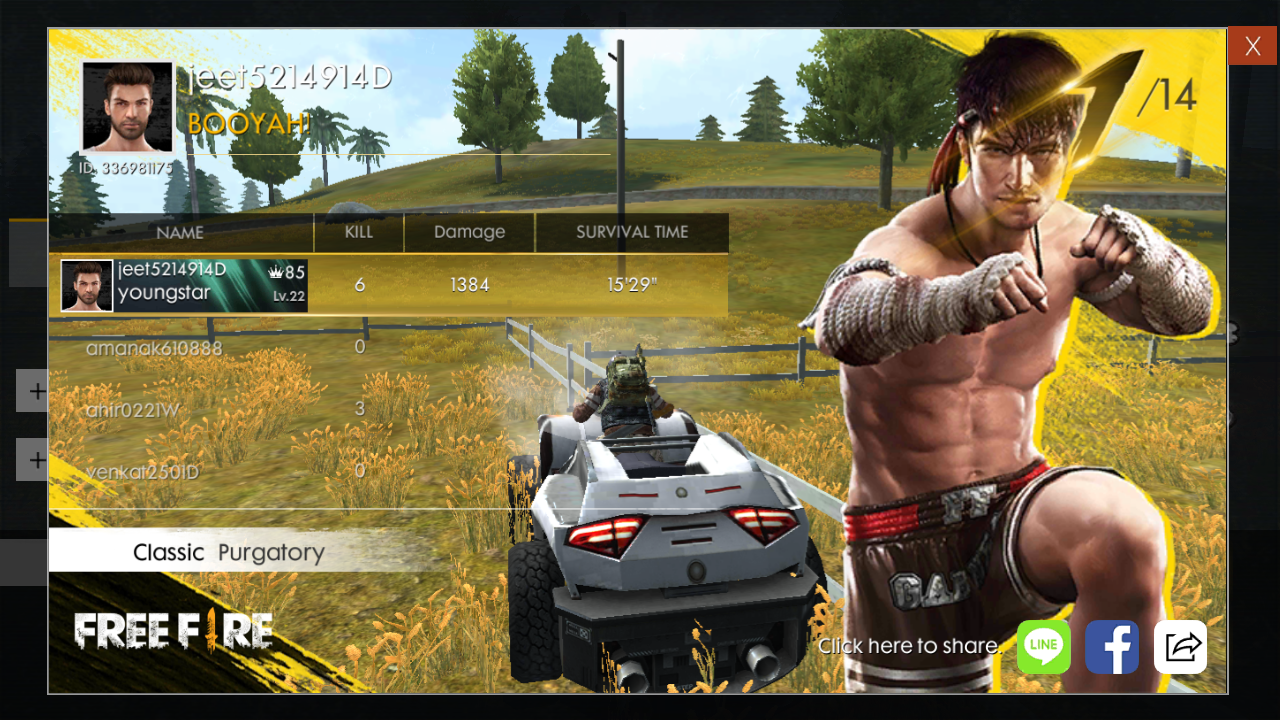 jeet5214914D
BOOYAH!
ID: 336981175
1/14
X
NAME KILL Damage SURVIVAL TIME
jeet5214914D 85
youngstar Lv.22
6 1384 15'29"
amanak610888 0
ahir0221W 3
venkat2501D 0
Classic Purgatory
FREE FIRE
Click here to share.
LINE